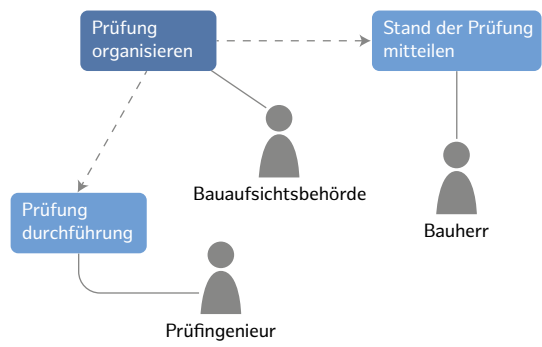 Prüfung
organisieren
Stand der Prüfung
mitteilen
Bauaufsichtsbehörde
Bauherr
Prüfung
durchführung
Prüfingenieur